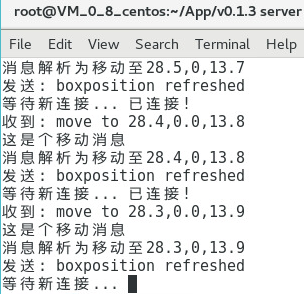 root@VM_0_8_centos:~/App/v0.1.3 server
File Edit View Search Terminal Help
消息解析为移动至28.5,0,13.7
发送: boxposition refreshed
等待新连接... 已连接!
收到: move to 28.4,0.0,13.8
这是个移动消息
消息解析为移动至28.4,0,13.8
发送: boxposition refreshed
等待新连接... 已连接!
收到: move to 28.3,0.0,13.9
这是个移动消息
消息解析为移动至28.3,0,13.9
发送: boxposition refreshed
等待新连接...